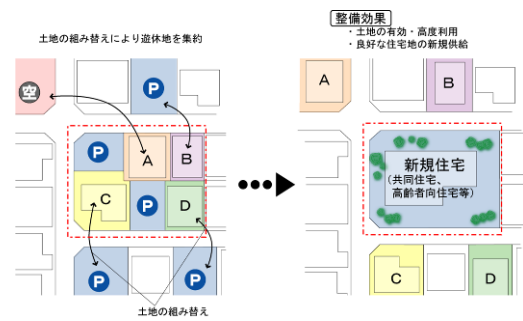 土地の組み替えにより遊休地を集約
空
P
P
A
B
C
P
D
P
P
土地の組み替え
整備効果
・土地の有効・高度利用
・良好な住宅地の新規供給
A
B
新規住宅
(共同住宅、
高齢者向住宅等)
C
D